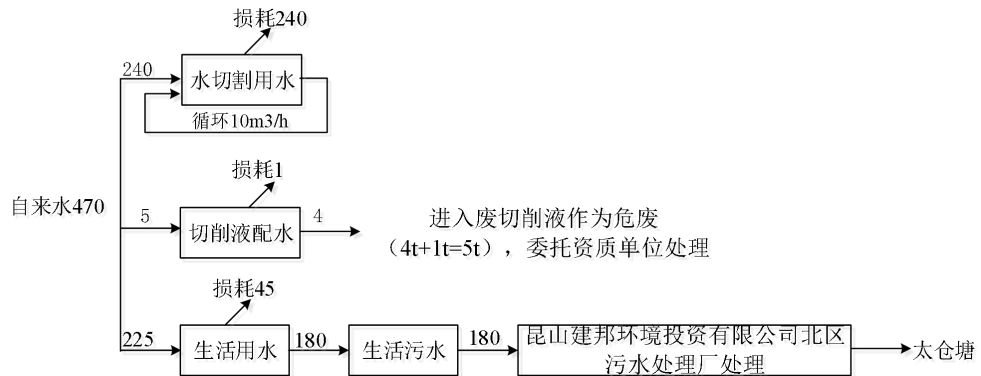 损耗240
240
水切割用水
循环10m3/h
损耗1
自来水470
5
切削液配水
4
进入废切削液作为危废
（4t+1t=5t），委托资质单位处理
损耗45
225
生活用水
180
生活污水
180
昆山建邦环境投资有限公司北区
污水处理厂处理
太仓塘